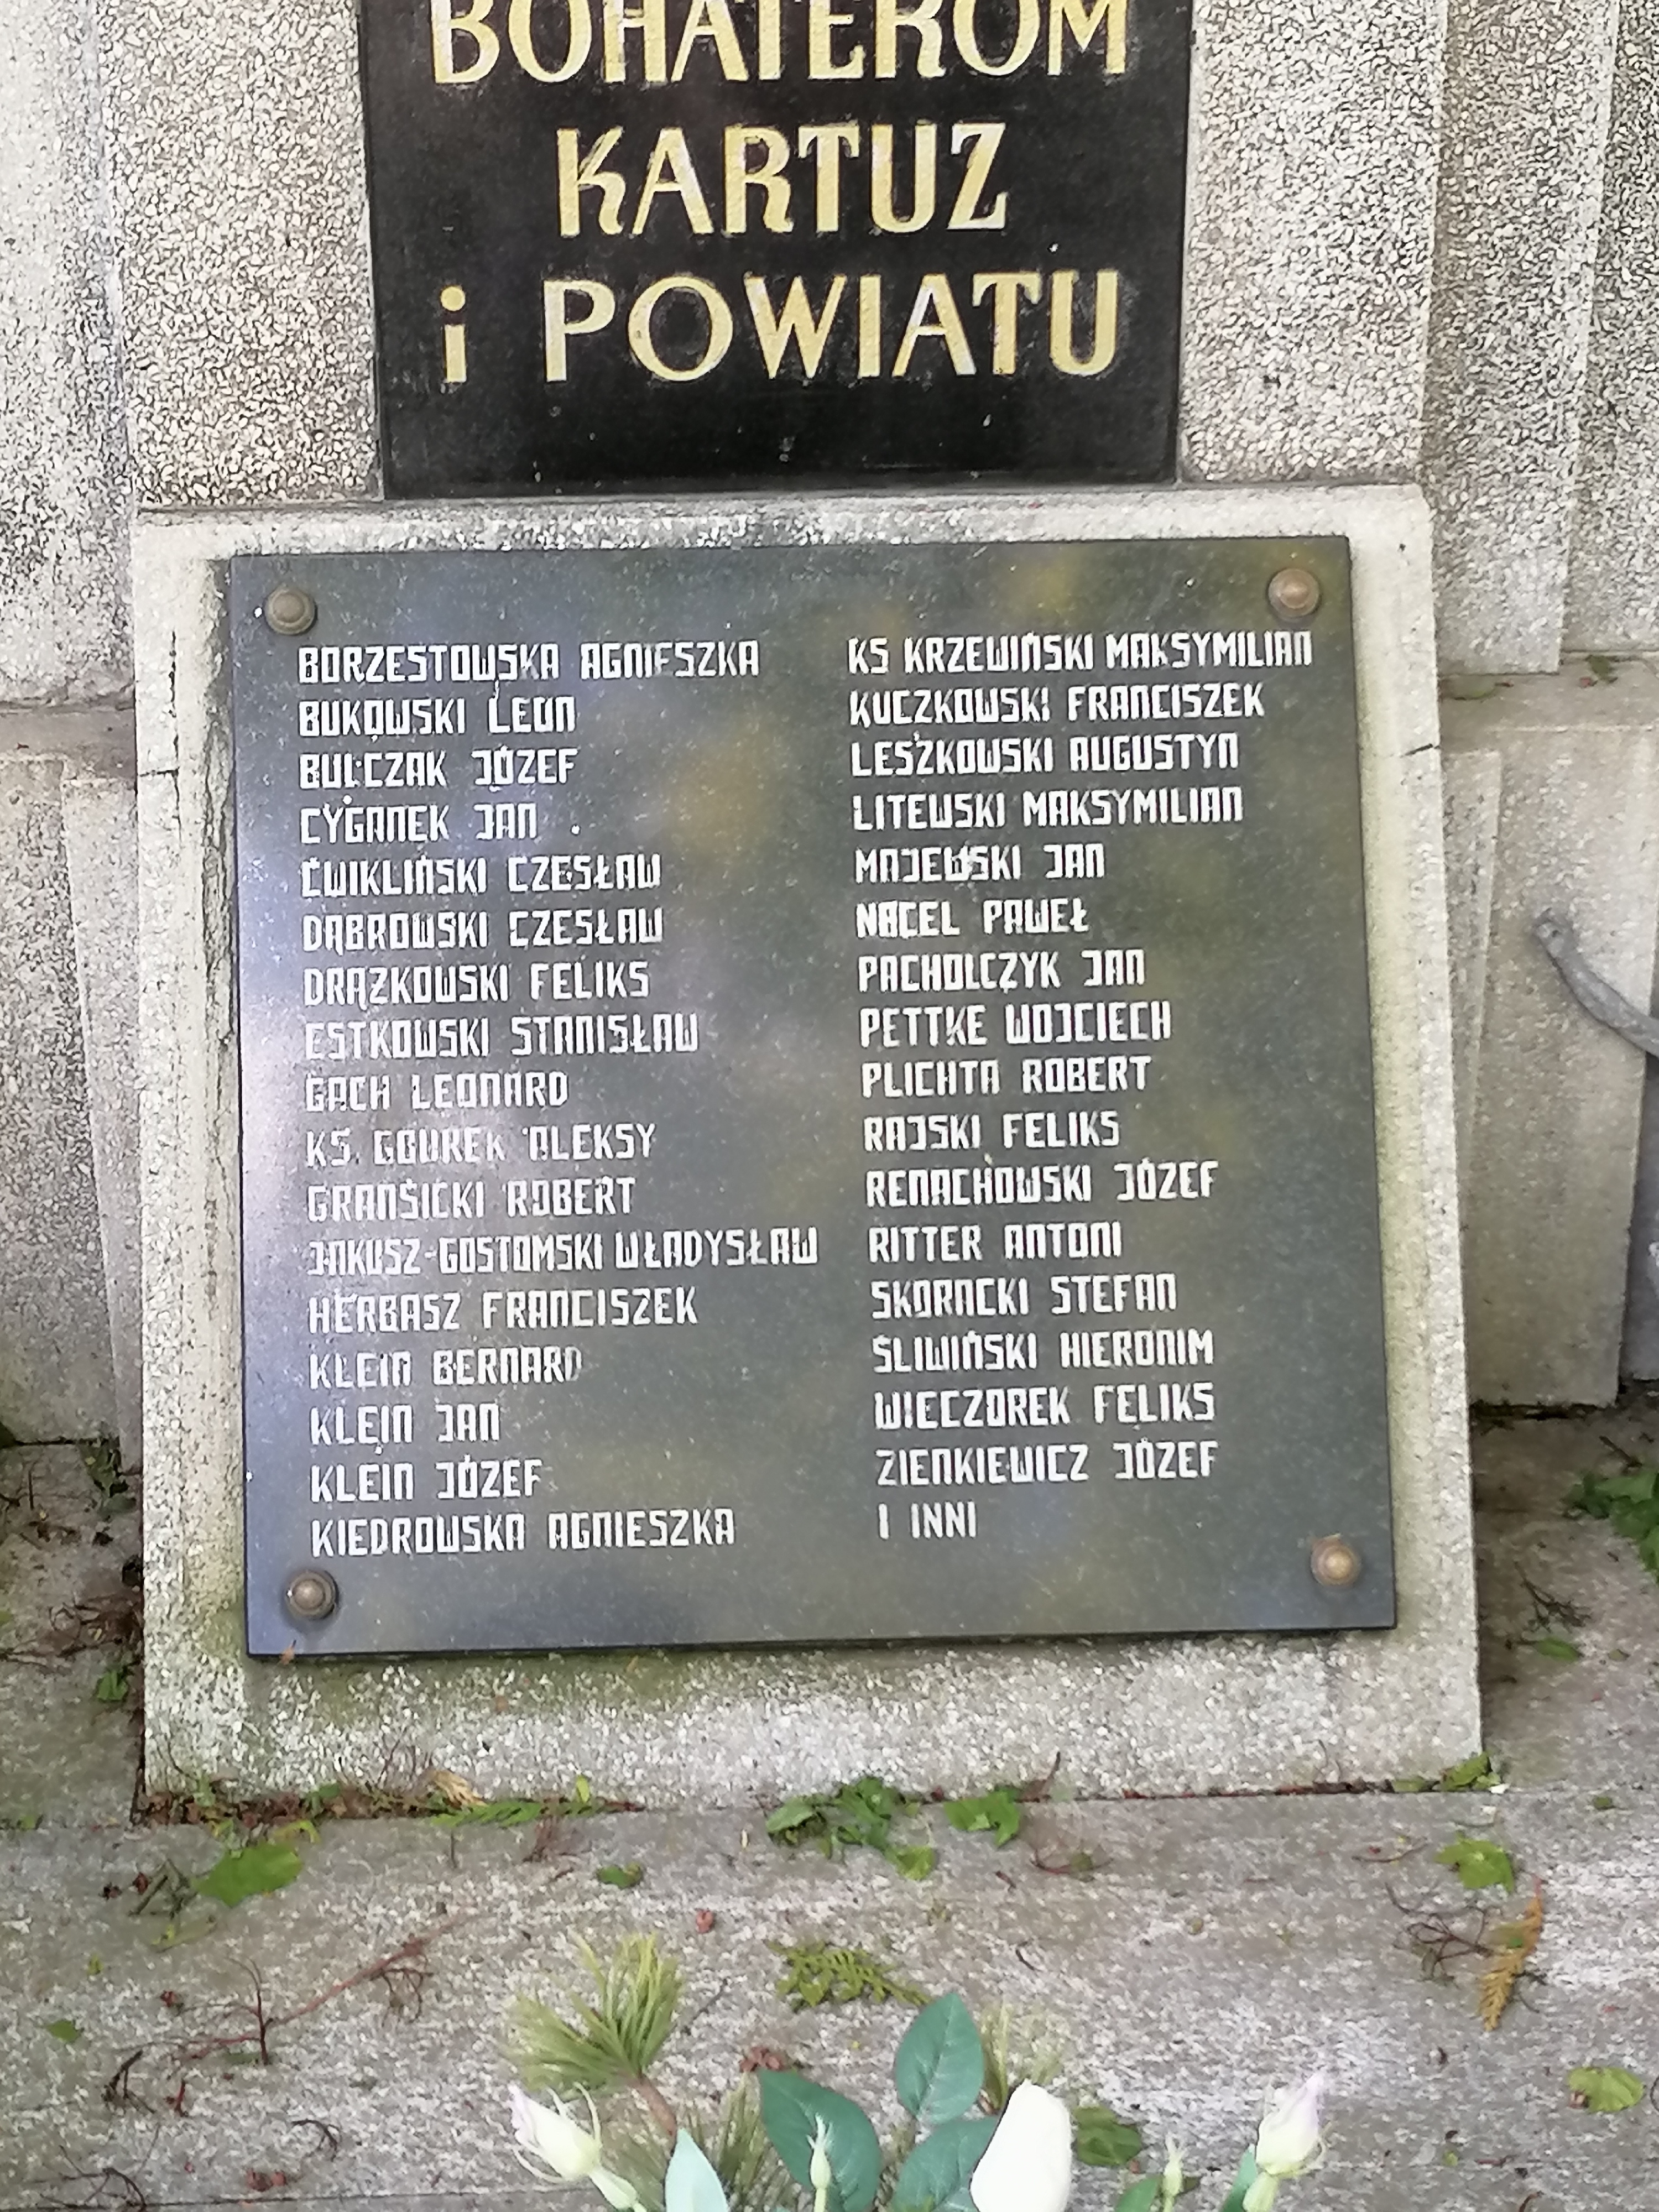 BOHATEROM
KARTUZ
i POWIATU
BORZESTOWSKA AGNIESZKA
BUKOWSKI LEON
BULCZAK JÓZEF
CYGANEK JAN
ĆWIKLIŃSKI CZESŁAW
DĄBROWSKI CZESŁAW
DRĄŻKOWSKI FELIKS
ESTKOWSKI STANISŁAW
GACH LEONARD
KS. GOUREK ALEKSY
GRANSICKI ROBERT
JAKUSZ-GOSTOMSKI WŁADYSŁAW
HERBASZ FRANCISZEK
KLEIN BERNARD
KLEIN JAN
KLEIN JÓZEF
KIEDROWSKA AGNIESZKA
KS KRZEWIŃSKI MAKSYMILIAN
KUCZKOWSKI FRANCISZEK
LESZKOWSKI AUGUSTYN
LITEWSKI MAKSYMILIAN
MAJEWSKI JAN
NACEL PAWEŁ
PACHOLCZYK JAN
PETTKE WOJCIECH
PLICHTA ROBERT
RAJSKI FELIKS
RENACHOWSKI JÓZEF
RITTER ANTONI
SKORNCKI STEFAN
ŚLIWIŃSKI HIERONIM
WIECZOREK FELIKS
ZIENKIEWICZ JÓZEF
I INNI